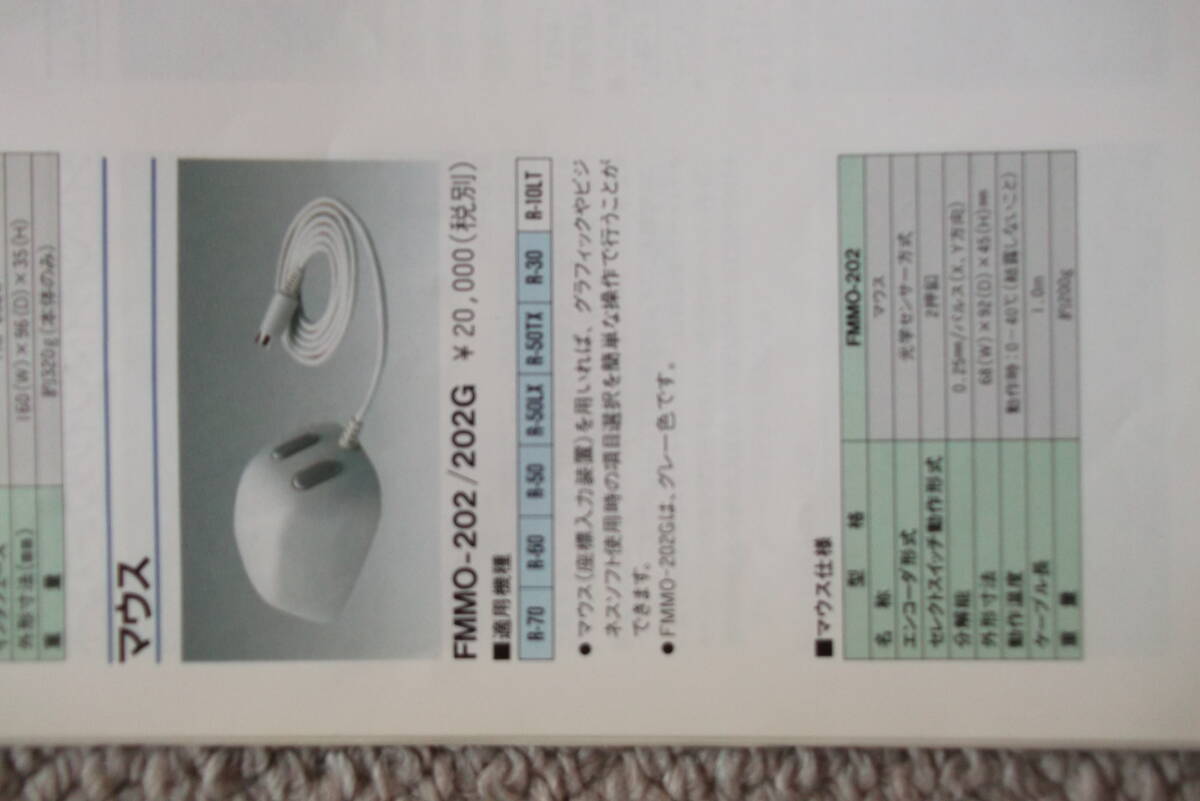 外形寸法(本体) 160(W)×96(D)×35(H)
重量 約320g(本体のみ)
マウス
FMMO-202/202G ￥20,000(税別)
■適用機種
R-70 R-60 R-50 R-50LX R-50TX R-30 R-10LT
●マウス(座標入力装置)を用いれば、グラフィックやビジ
ネスソフト使用時の項目選択を簡単な操作で行うことが
できます。
●FMMO-202Gは、グレー色です。
■マウス仕様
型格 FMMO-202
名称 マウス
エンコーダ形式 光学センサー方式
セレクトスイッチ動作形式 2押釦
分解能 0.25mm/パルス(X、Y方向)
外形寸法 68(W)×92(D)×45(H)mm
動作温度 動作時:0~40℃(結露しないこと)
ケーブル長 1.0m
重量 約200g